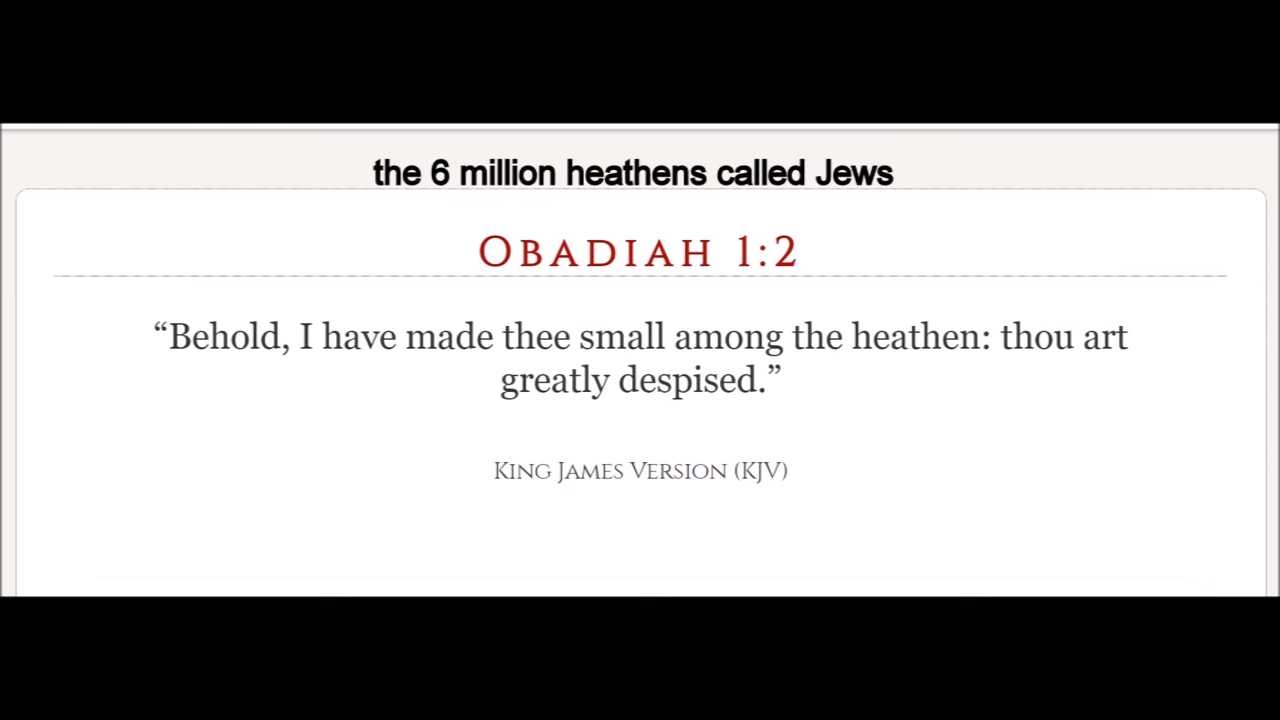 the 6 million heathens called Jews
Obadiah 1:2
“Behold, I have made thee small among the heathen: thou art
greatly despised.”
King James Version (KJV)